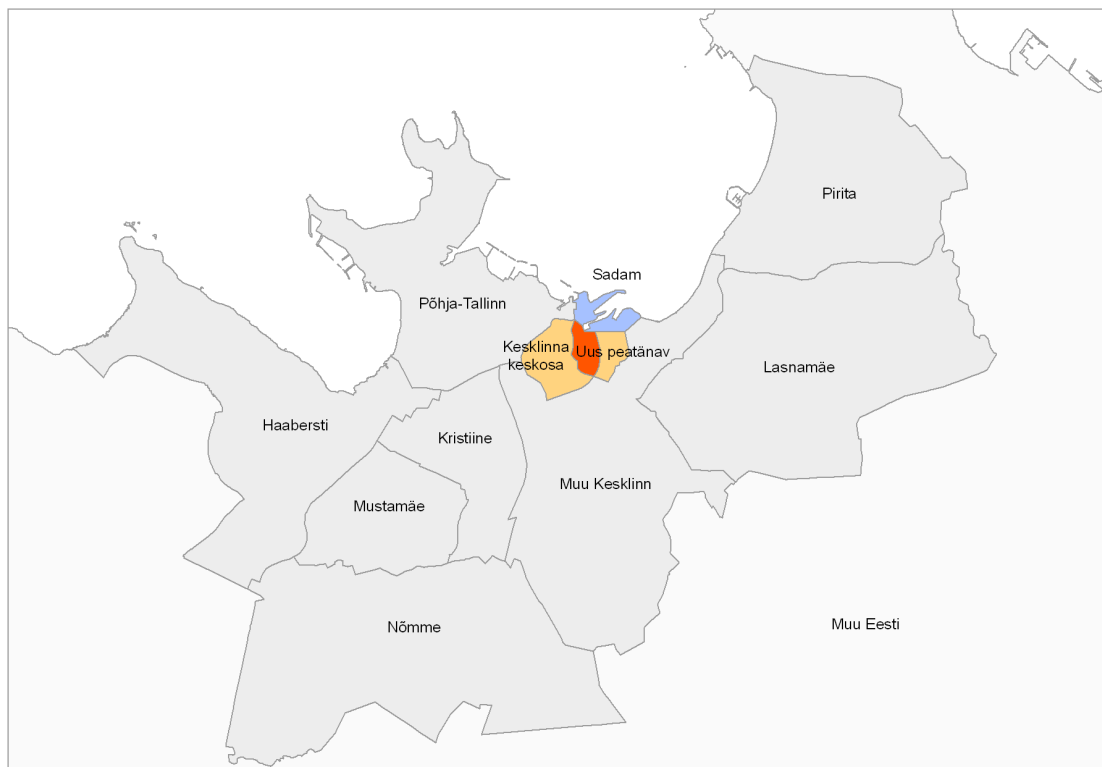 Pirita
Sadam
Põhja-Tallinn
Kesklinna
keskosa
Uus peatänav
Lasnamäe
Haabersti
Kristiine
Muu Kesklinn
Mustamäe
Nõmme
Muu Eesti